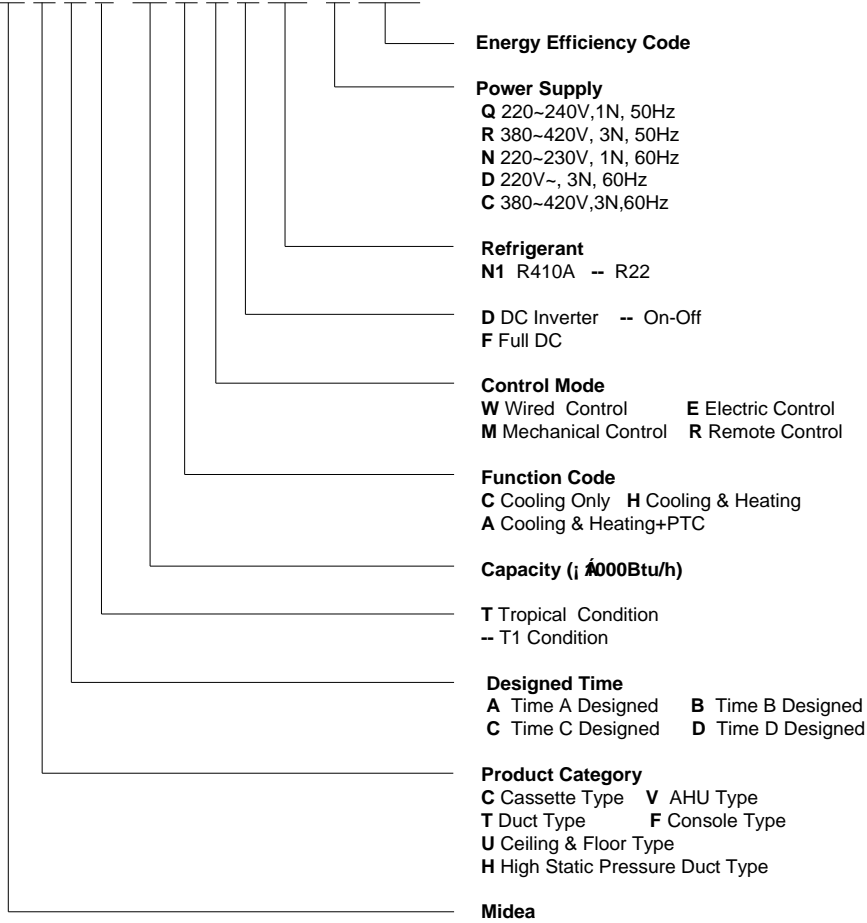 Energy Efficiency Code
Power Supply
Q 220~240V,1N, 50Hz
R 380~420V, 3N, 50Hz
N 220~230V, 1N, 60Hz
D 220V~, 3N, 60Hz
C 380~420V,3N,60Hz
Refrigerant
N1 R410A -- R22
D DC Inverter -- On-Off
F Full DC
Control Mode
W Wired Control E Electric Control
M Mechanical Control R Remote Control
Function Code
C Cooling Only H Cooling & Heating
A Cooling & Heating+PTC
Capacity (¡ 000Btu/h)
T Tropical Condition
-- T1 Condition
Designed Time
A Time A Designed B Time B Designed
C Time C Designed D Time D Designed
Product Category
C Cassette Type V AHU Type
T Duct Type F Console Type
U Ceiling & Floor Type
H High Static Pressure Duct Type
Midea